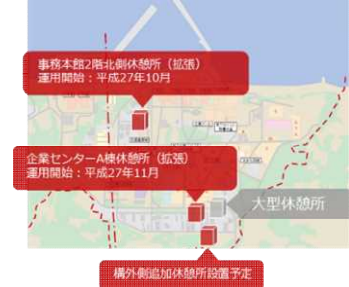 事務本館2階北側休憩所（拡張）
運用開始：平成27年10月
企業センターA棟休憩所（拡張）
運用開始：平成27年11月
大型休憩所
構外側追加休憩所設置予定